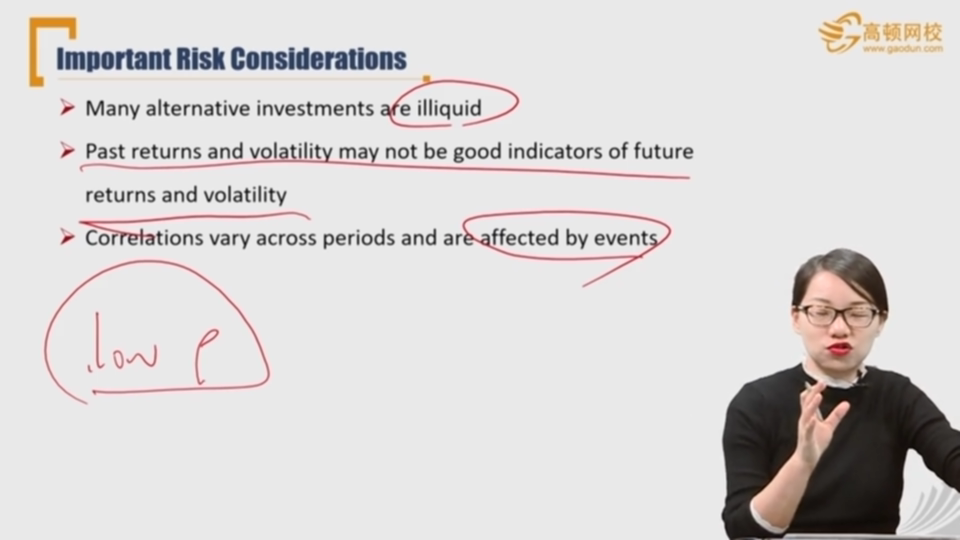 高顿网校
www.gaodun.com
Important Risk Considerations
Many alternative investments are illiquid
Past returns and volatility may not be good indicators of future
returns and volatility
Correlations vary across periods and are affected by events
low ρ